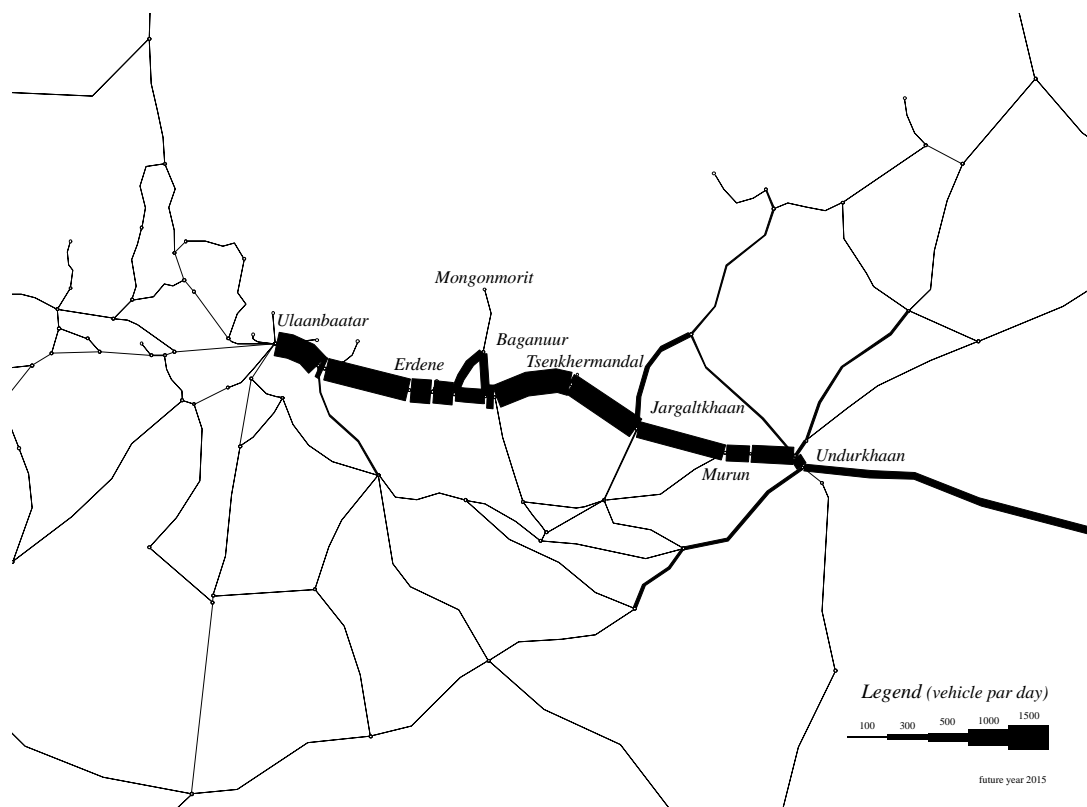 Mongonmorit
Ulaanbaatar
Baganuur
Erdene
Tsenkhermandal
Jargaltkhaan
Murun
Undurkhaan
Legend (vehicle par day)
100 300 500 1000 1500
future year 2015